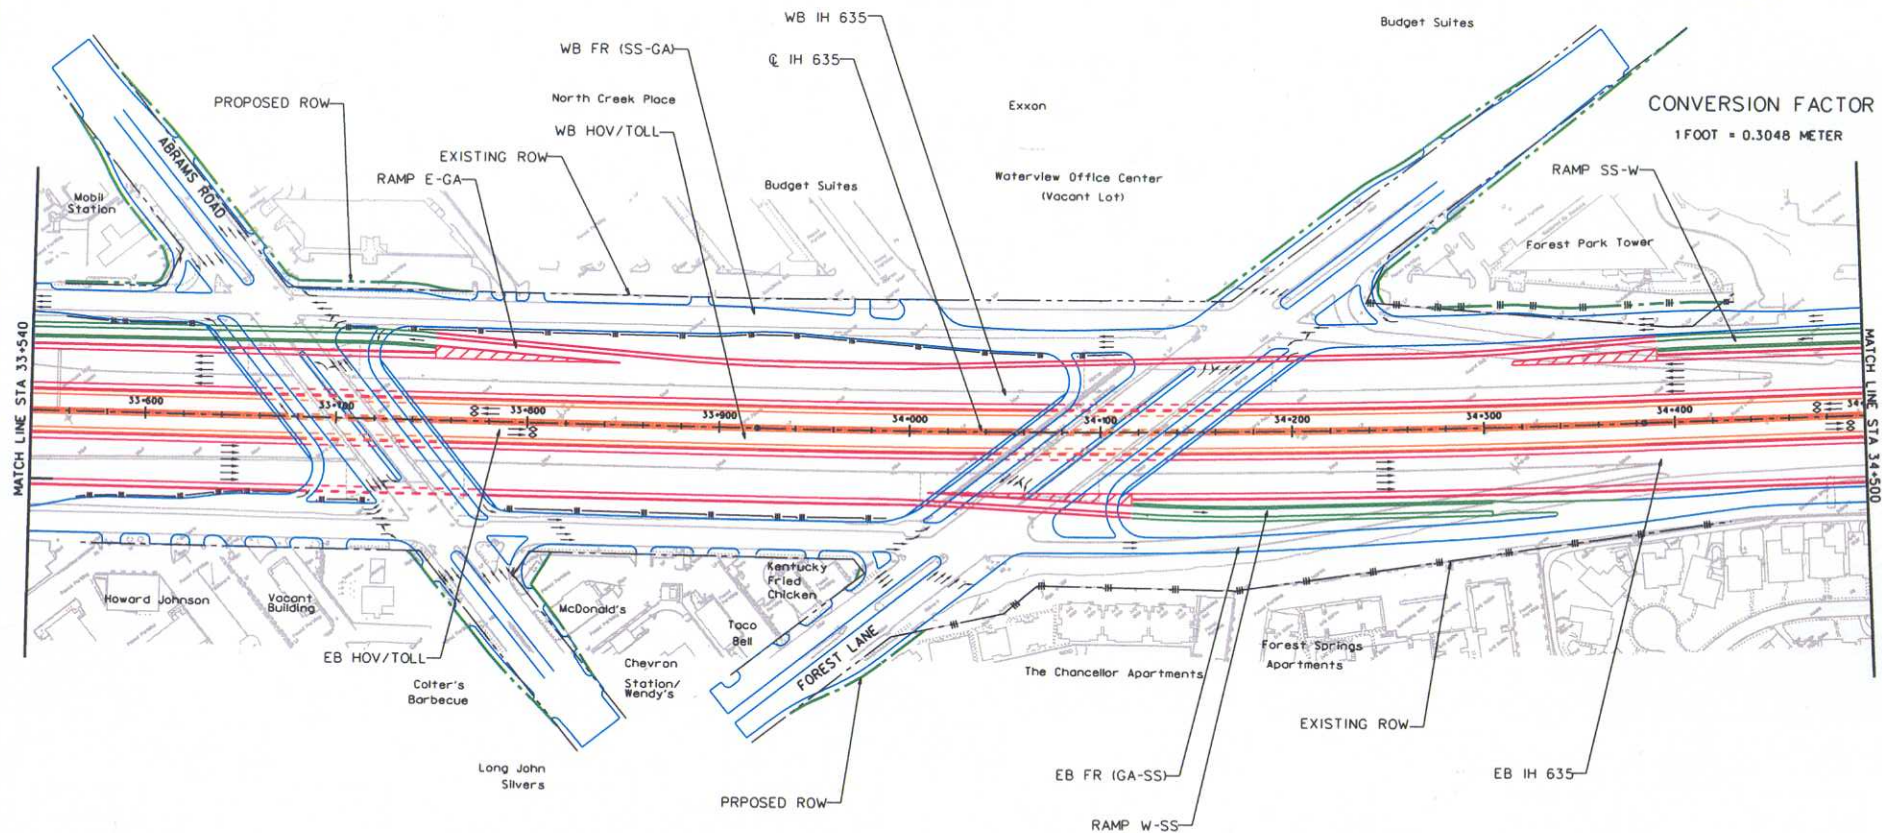 WB IH 635
Budget Suites
WB FR (SS-GA)
℄ IH 635
North Creek Place
PROPOSED ROW
Exxon
CONVERSION FACTOR
WB HOV/TOLL
1 FOOT = 0.3048 METER
EXISTING ROW
ABRAMS ROAD
RAMP E-GA
Budget Suites
Waterview Office Center
(Vacant Lot)
RAMP SS-W
Mobil
Station
Forest Park Tower
MATCH LINE STA 33+540
MATCH LINE STA 34+500
33+600
33+700
33+800
33+900
34+000
34+100
34+200
34+300
34+400
Howard Johnson
Vacant
Building
McDonald's
Kentucky
Fried
Chicken
Taco
Bell
FOREST LANE
EB HOV/TOLL
Colter's
Barbecue
Chevron
Station/
Wendy's
The Chancellor Apartments
Forest Springs
Apartments
EXISTING ROW
Long John
Silvers
PRPOSED ROW
EB FR (GA-SS)
EB IH 635
RAMP W-SS